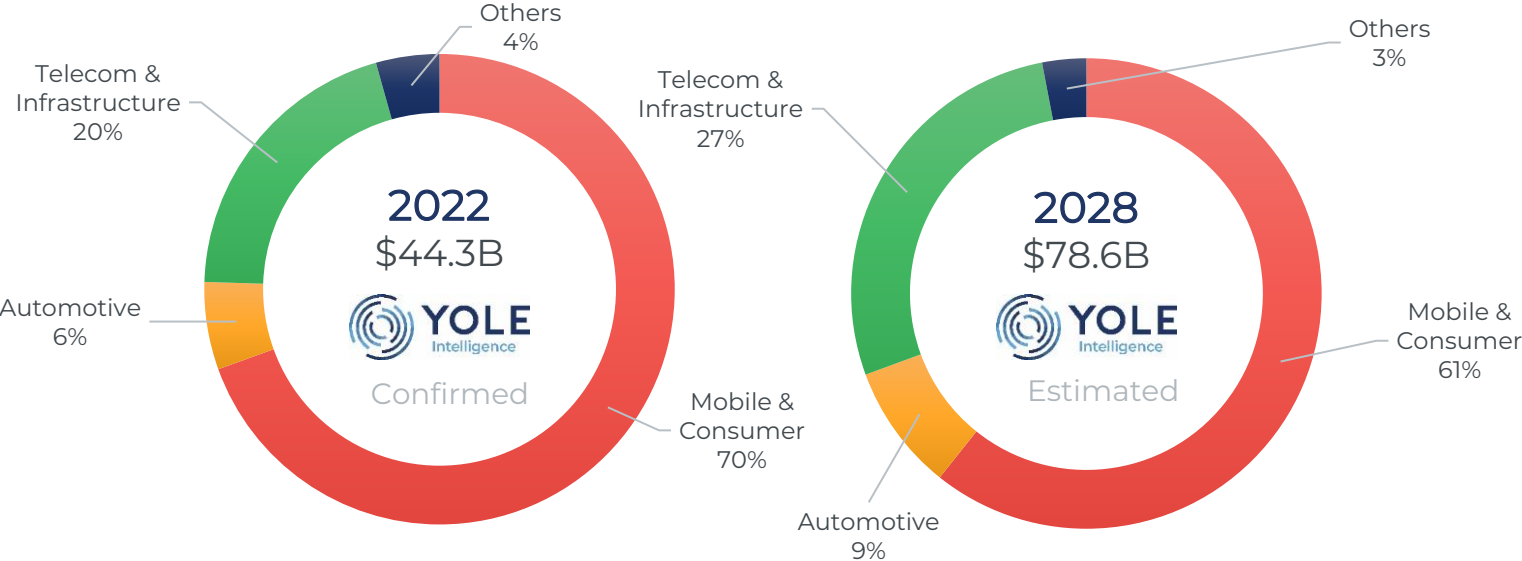 Others
4%
Telecom &
Infrastructure
20%
Automotive
6%
2022
$44.3B
YOLE
Intelligence
Confirmed
Mobile &
Consumer
70%
Others
3%
Telecom &
Infrastructure
27%
2028
$78.6B
YOLE
Intelligence
Estimated
Mobile &
Consumer
61%
Automotive
9%